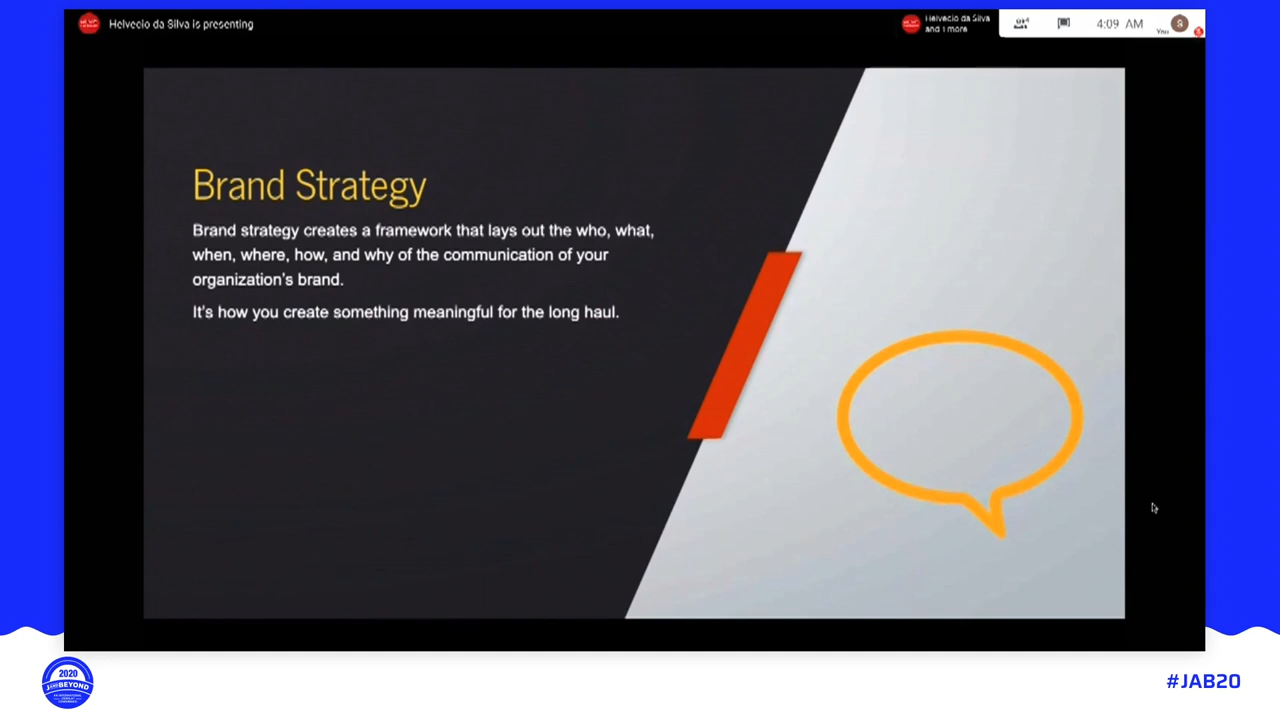 Helvecio da Silva is presenting
Helvecio da Silva
and 1 more
4:09 AM
You
S
Brand Strategy
Brand strategy creates a framework that lays out the who, what,
when, where, how, and why of the communication of your
organization's brand.
It's how you create something meaningful for the long haul.
2020
J AND BEYOND
#JAB20